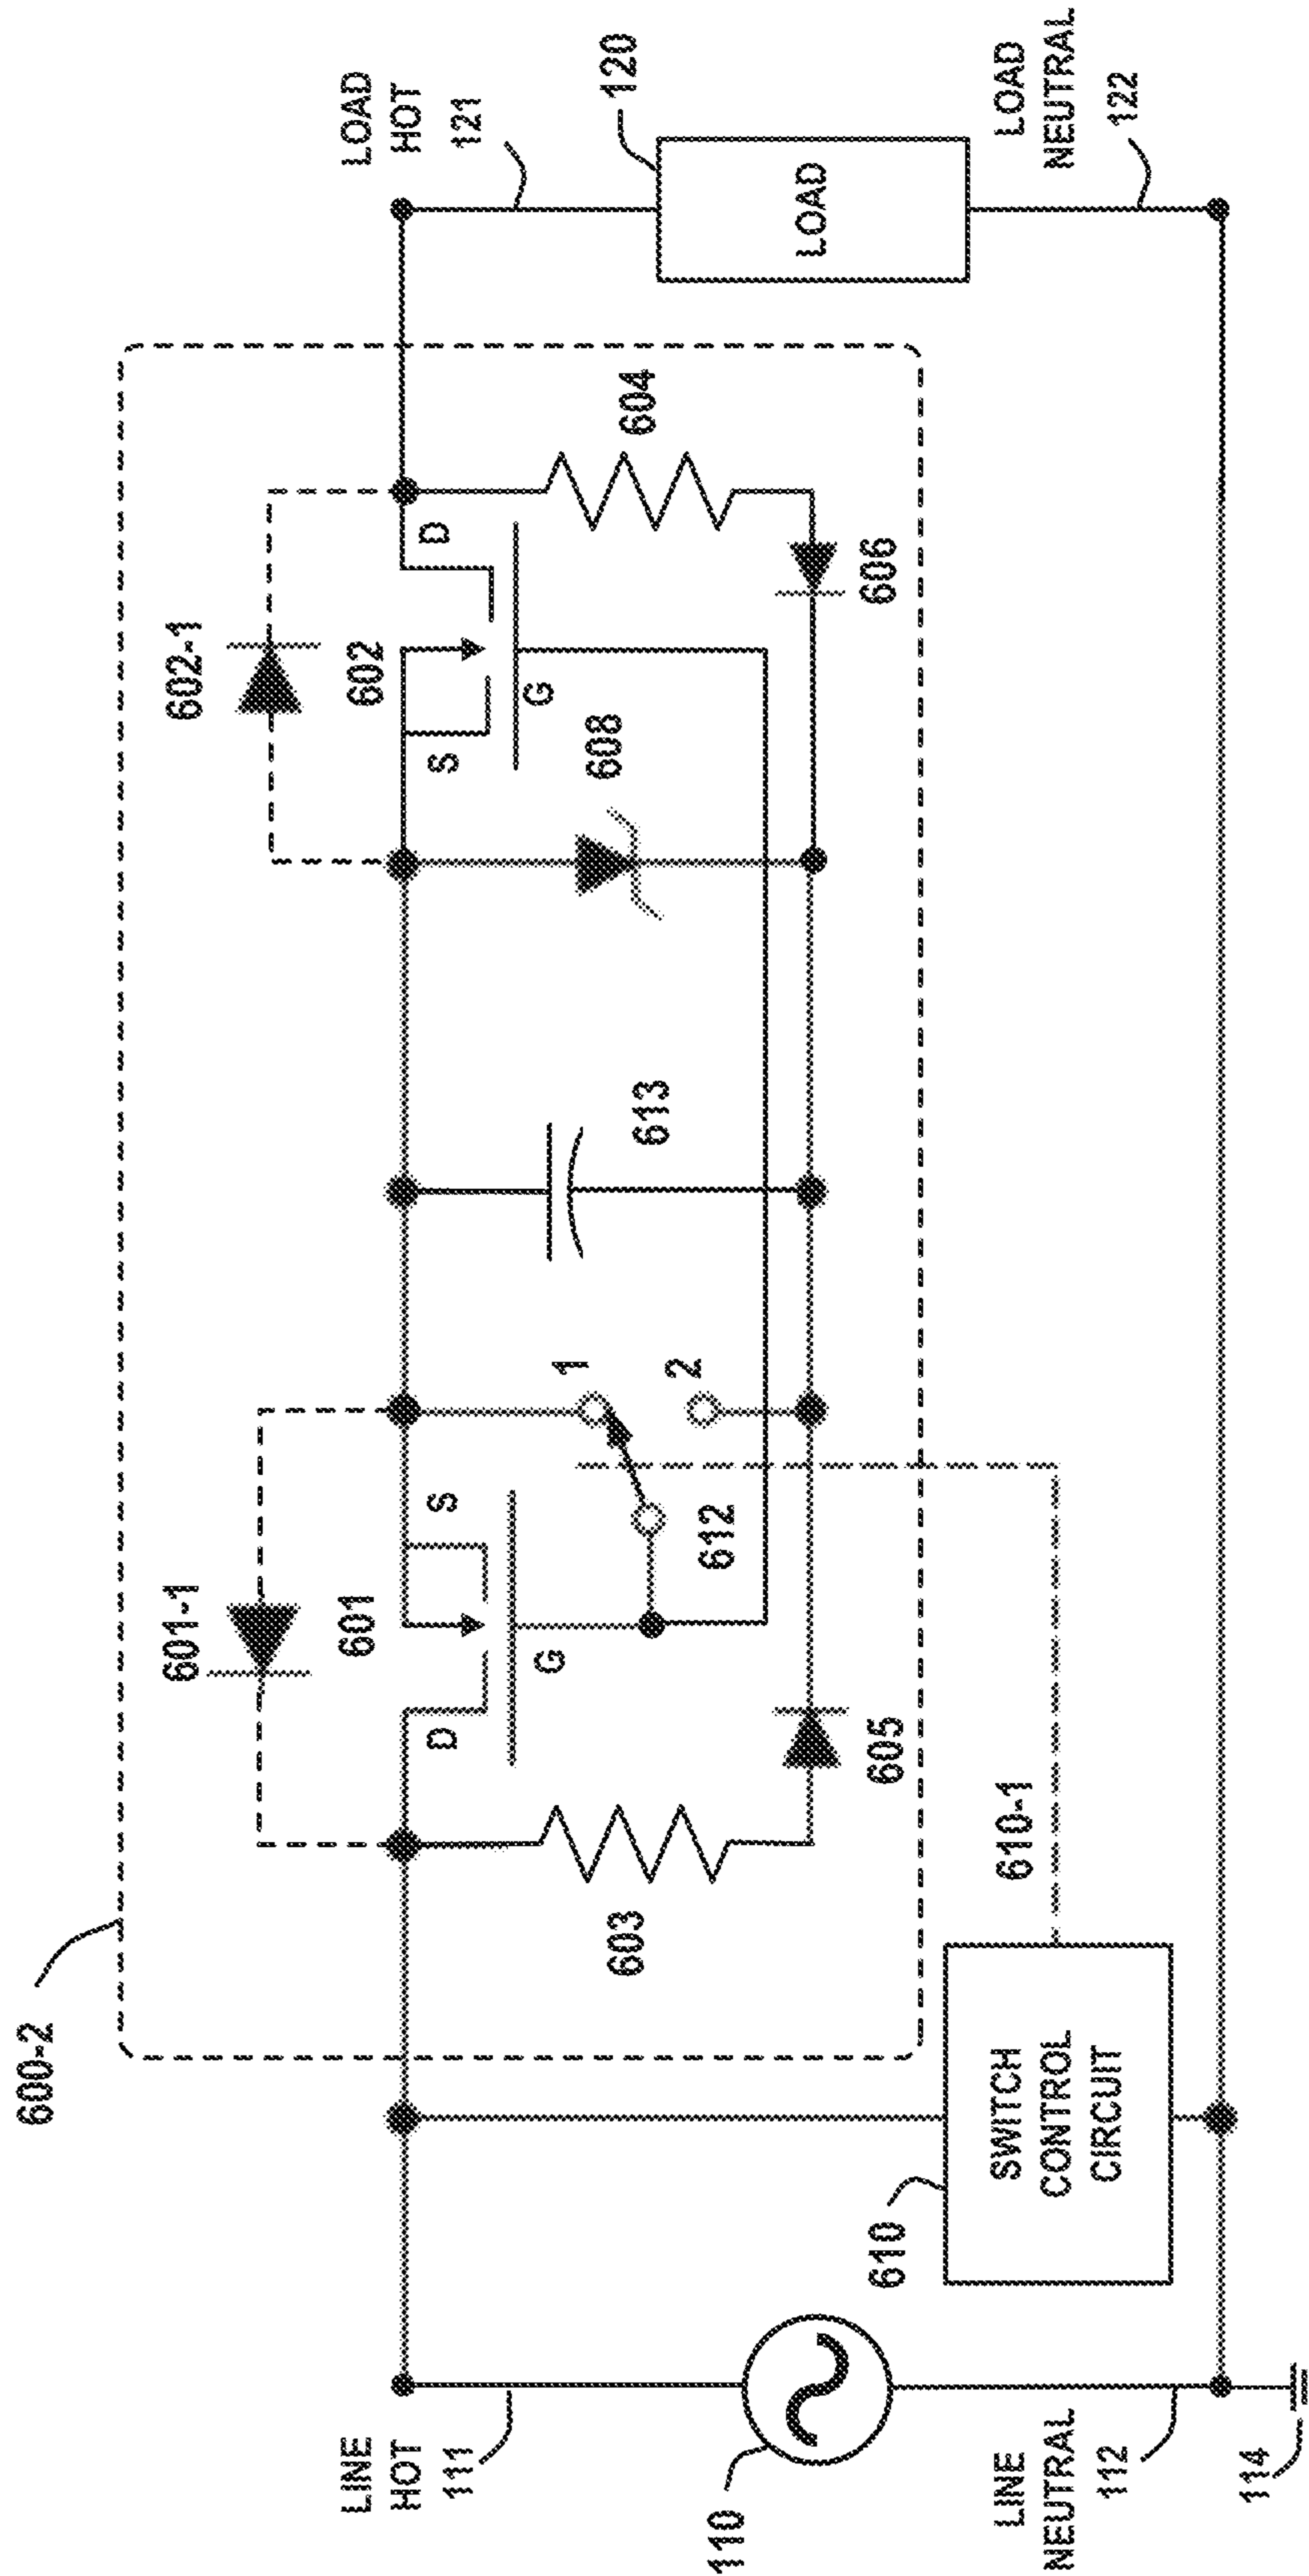 600-2
601-1
602-1
LOAD
HOT
121
LINE
HOT
111
601
602
D
S
S
D
G
G
603
604
605
606
608
612
1
2
613
120
LOAD
110
610
SWITCH
CONTROL
CIRCUIT
610-1
LINE
NEUTRAL
112
114
LOAD
NEUTRAL
122